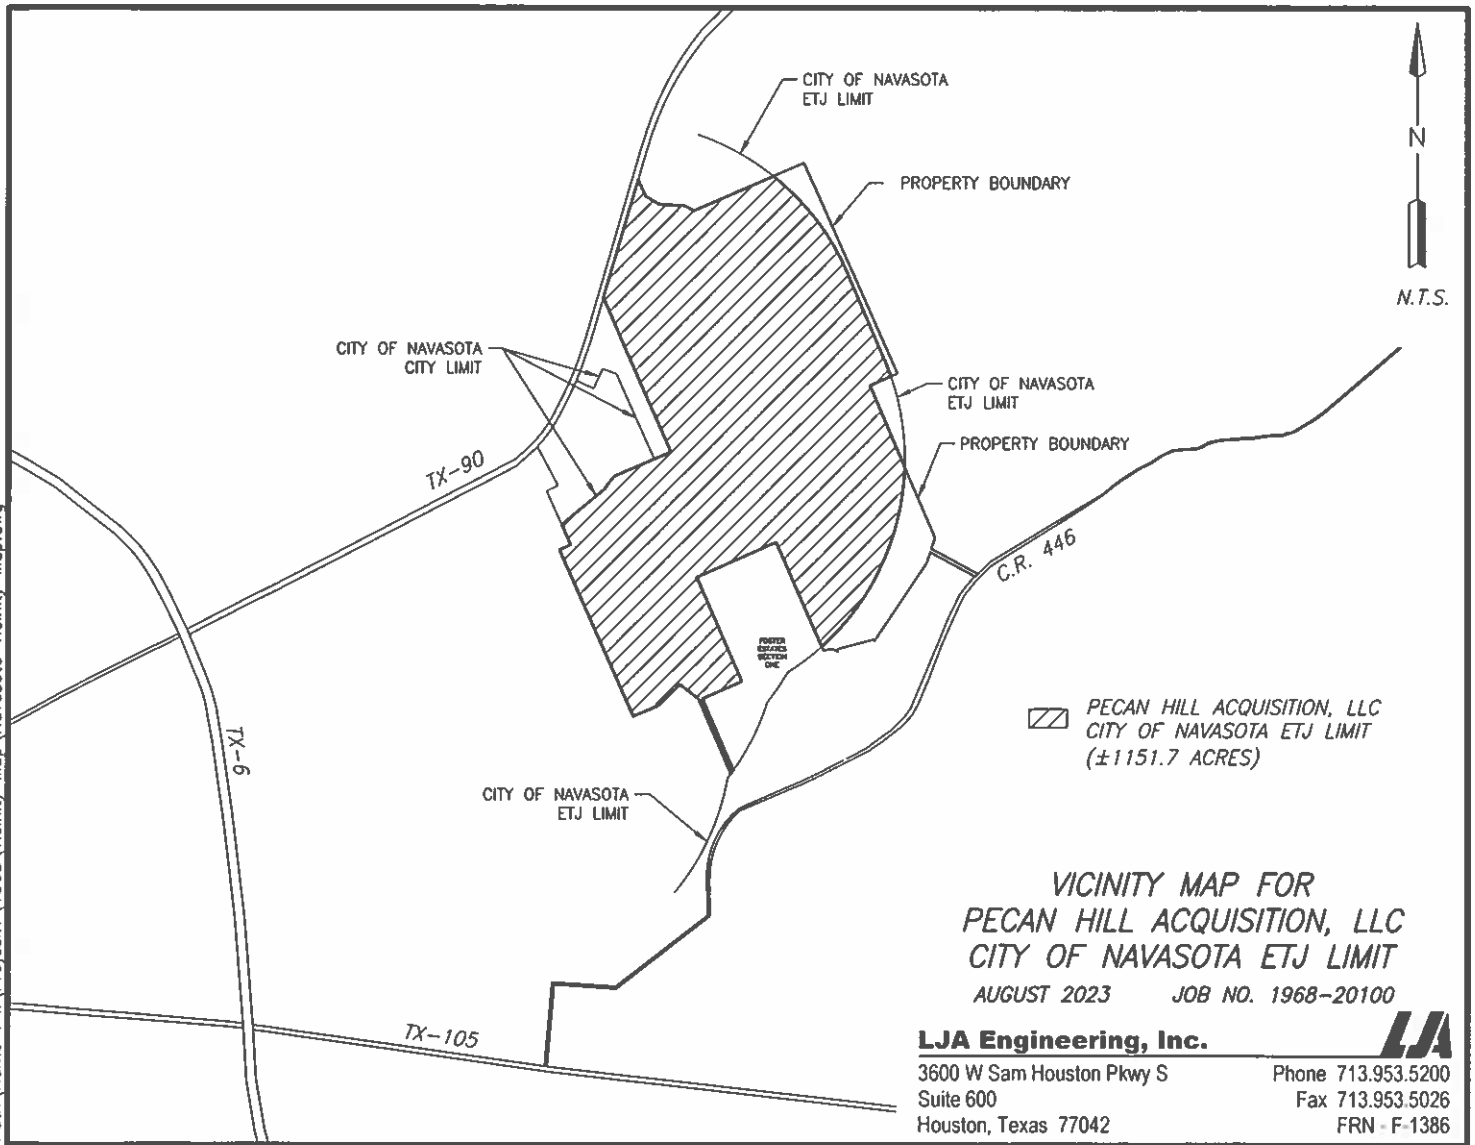 CITY OF NAVASOTA
ETJ LIMIT
PROPERTY BOUNDARY
N
N.T.S.
CITY OF NAVASOTA
CITY LIMIT
CITY OF NAVASOTA
ETJ LIMIT
PROPERTY BOUNDARY
TX-90
C.R. 446
FOSTER
ESTATES
SECTION
ONE
TX-6
PECAN HILL ACQUISITION, LLC
CITY OF NAVASOTA ETJ LIMIT
(±1151.7 ACRES)
CITY OF NAVASOTA
ETJ LIMIT
VICINITY MAP FOR
PECAN HILL ACQUISITION, LLC
CITY OF NAVASOTA ETJ LIMIT
AUGUST 2023 JOB NO. 1968-20100
TX-105
LJA Engineering, Inc.
LJA
3600 W Sam Houston Pkwy S
Suite 600
Houston, Texas 77042
Phone 713.953.5200
Fax 713.953.5026
FRN - F-1386